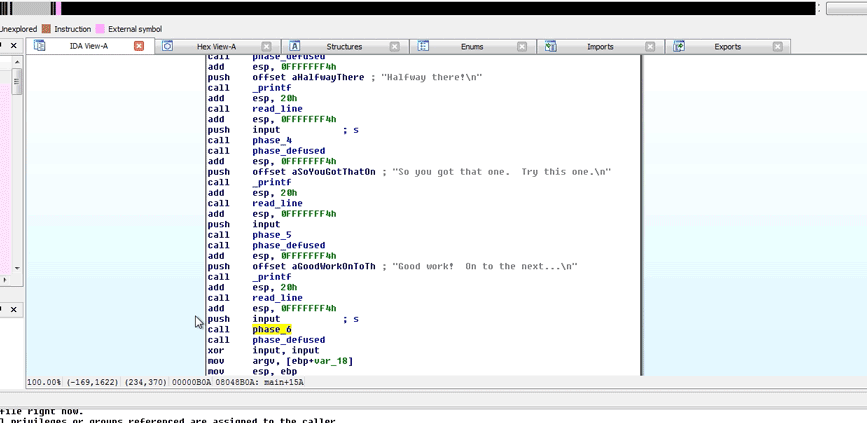 Unexplored Instruction External symbol
IDA View-A Hex View-A Structures Enums Imports Exports
call phase_defused
add esp, 0FFFFFFF4h
push offset aHalfwayThere ; "Halfway there!\n"
call _printf
add esp, 20h
call read_line
add esp, 0FFFFFFF4h
push input ; s
call phase_4
call phase_defused
add esp, 0FFFFFFF4h
push offset aSoYouGotThatOn ; "So you got that one.  Try this one.\n"
call _printf
add esp, 20h
call read_line
add esp, 0FFFFFFF4h
push input
call phase_5
call phase_defused
add esp, 0FFFFFFF4h
push offset aGoodWorkOnToTh ; "Good work!  On to the next...\n"
call _printf
add esp, 20h
call read_line
add esp, 0FFFFFFF4h
push input ; s
call phase_6
call phase_defused
xor input, input
mov argv, [ebp+var_18]
mov esp, ebp
100.00% (-169,1622) (234,370) 00000B0A 08048B0A: main+15A
file right now.
privileges or groups referenced are assigned to the caller